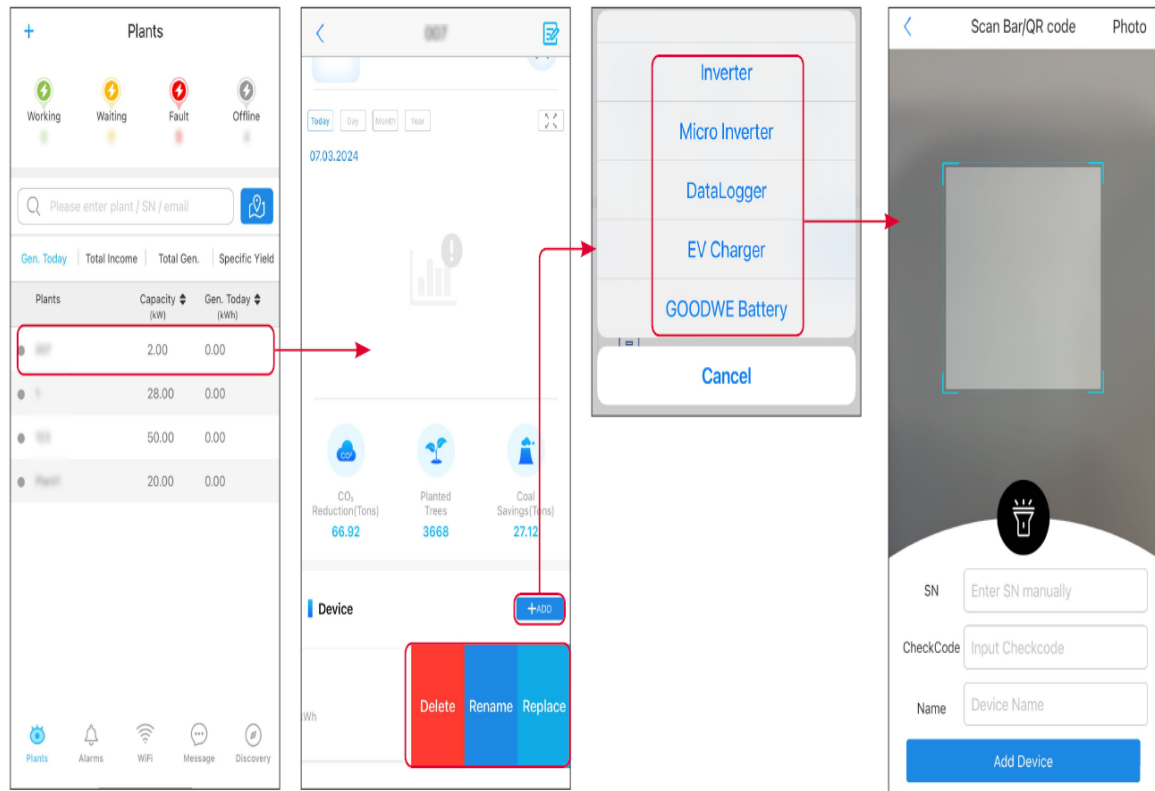 Plants
Working
Waiting
Fault
Offline
Please enter plant / SN / email
Gen. Today
Total Income
Total Gen.
Specific Yield
Plants
Capacity
(kW)
Gen. Today
(kWh)
2.00
0.00
28.00
0.00
50.00
0.00
20.00
0.00
Plants
Alarms
WiFi
Message
Discovery
007
Today
Day
Month
Year
07.03.2024
CO₂
CO₂
Reduction(Tons)
66.92
Planted
Trees
3668
Coal
Savings(Tons)
27.12
Device
+ADD
kWh
Delete
Rename
Replace
Inverter
Micro Inverter
DataLogger
EV Charger
GOODWE Battery
Cancel
Scan Bar/QR code
Photo
SN
Enter SN manually
CheckCode
Input Checkcode
Name
Device Name
Add Device